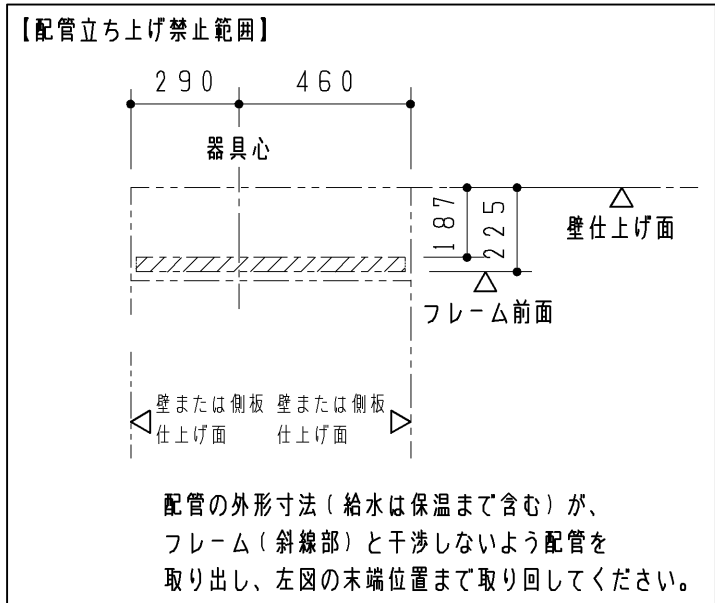 【配管立ち上げ禁止範囲】
290 460
器具心
187
225
壁仕上げ面
フレーム前面
壁または側板
仕上げ面
壁または側板
仕上げ面
配管の外形寸法(給水は保温まで含む)が、
フレーム(斜線部)と干渉しないよう配管を
取り出し、左図の末端位置まで取り回してください。